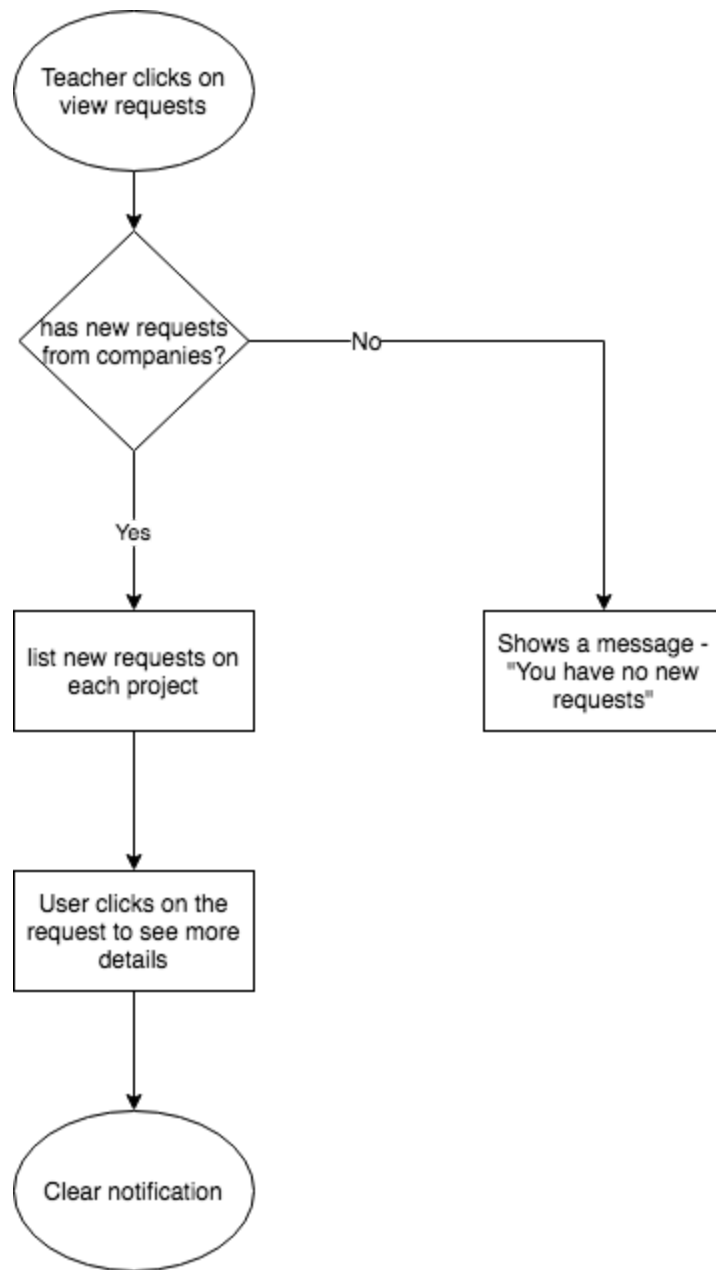 Teacher clicks on
view requests
has new requests
from companies?
No
Yes
list new requests on
each project
Shows a message -
"You have no new
requests"
User clicks on the
request to see more
details
Clear notification